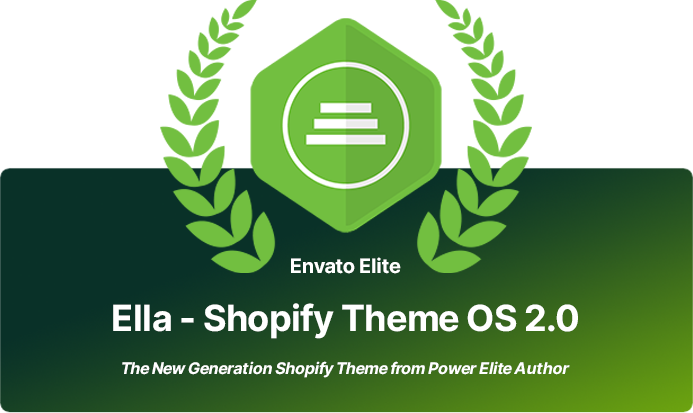 Envato Elite
Ella - Shopify Theme OS 2.0
The New Generation Shopify Theme from Power Elite Author